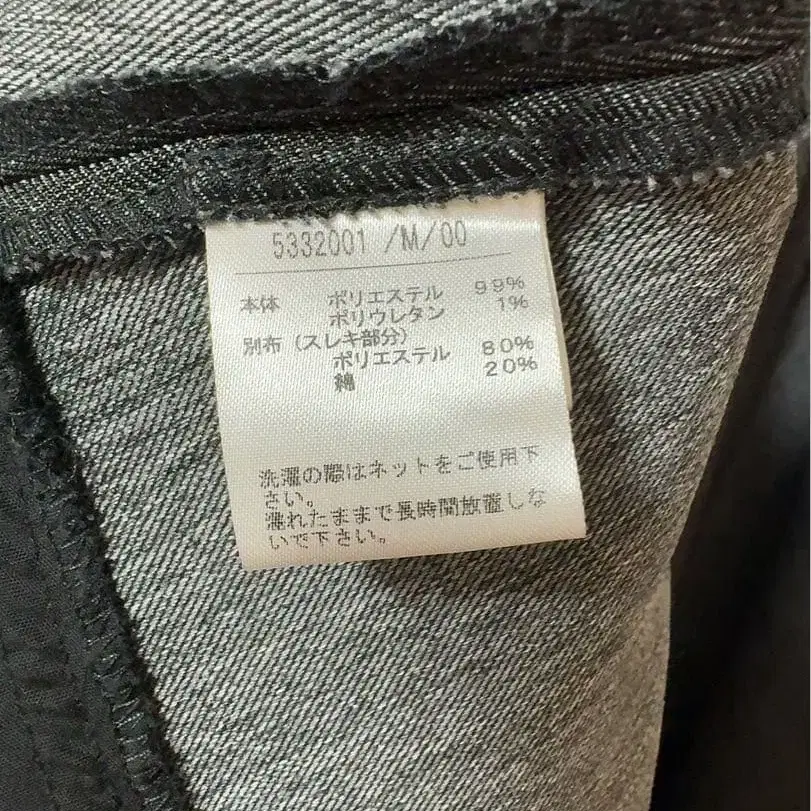 5332001 /M/00
本体 ポリエステル 99%
ポリウレタン 1%
別布(スレキ部分)
ポリエステル 80%
綿 20%
洗濯の際はネットをご使用下
さい。
濡れたままで長時間放置しな
いで下さい。